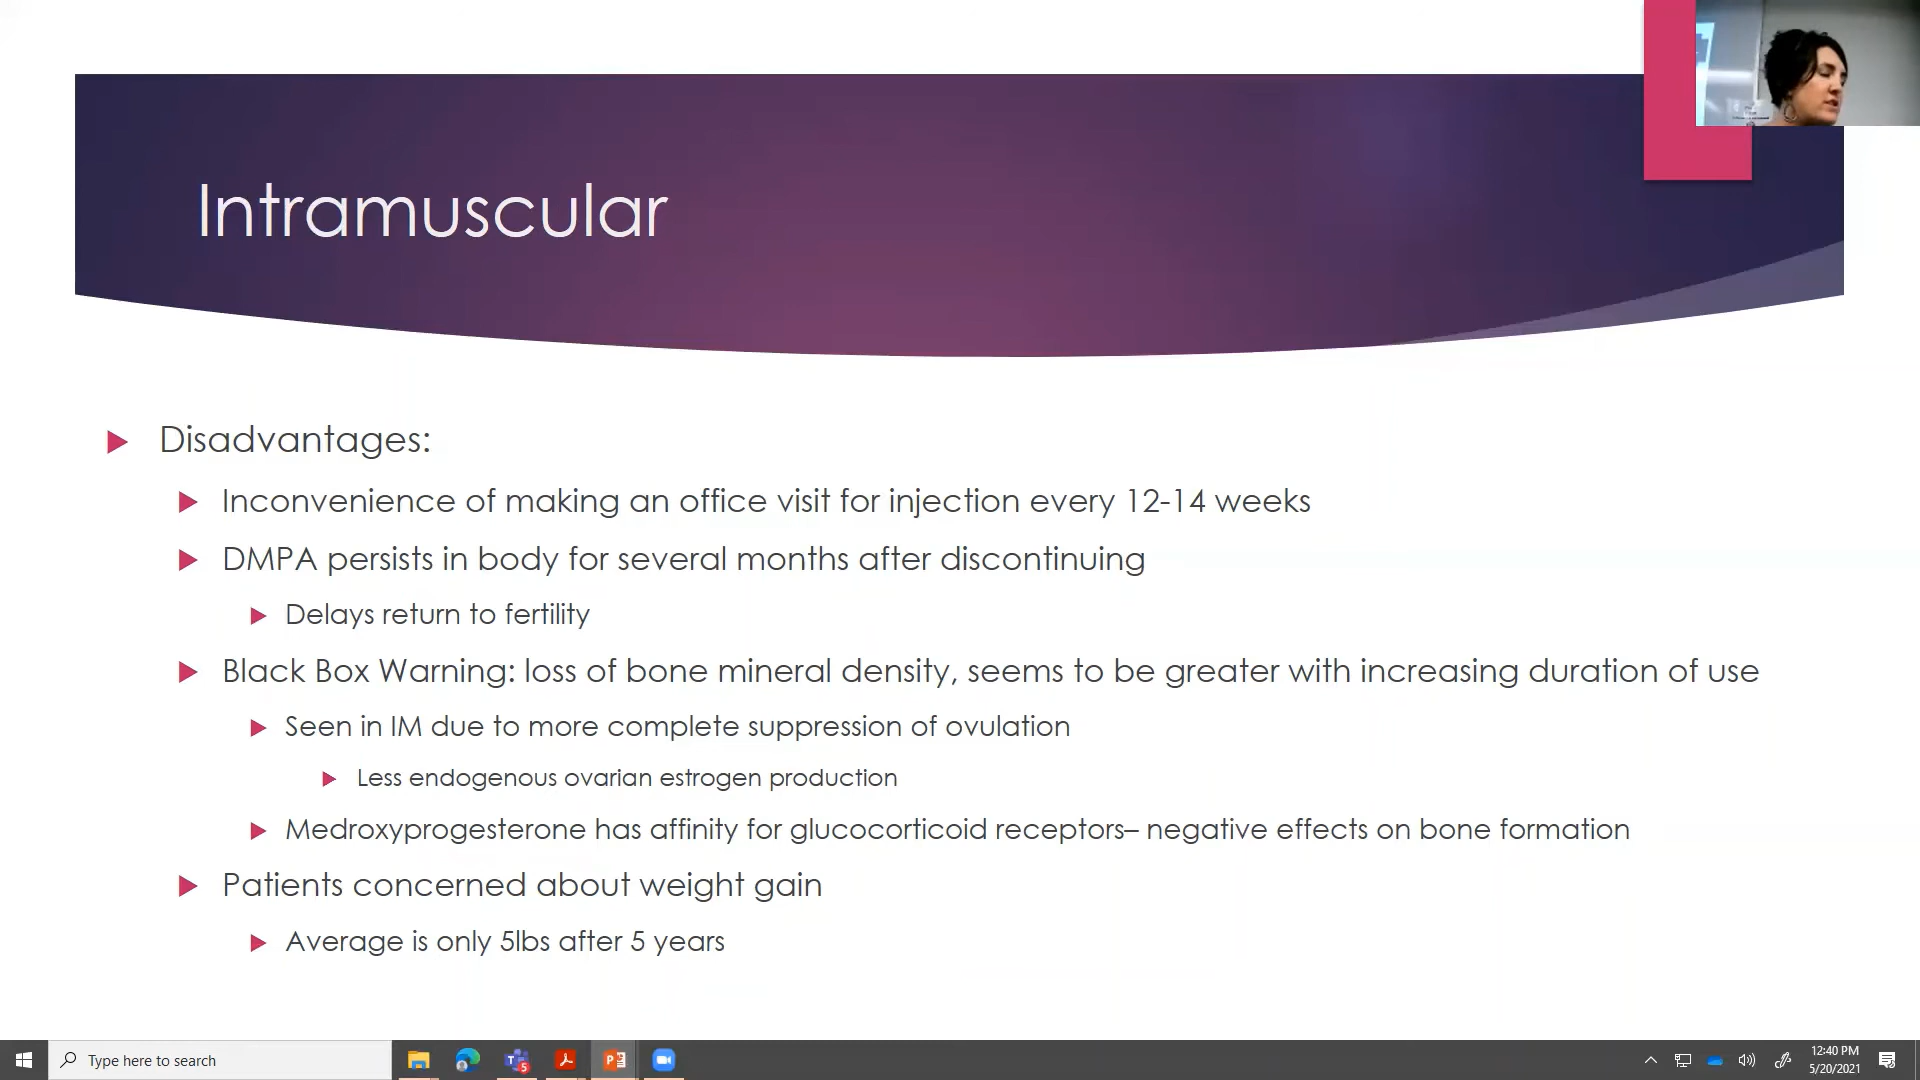 Intramuscular
Disadvantages:
Inconvenience of making an office visit for injection every 12-14 weeks
DMPA persists in body for several months after discontinuing
Delays return to fertility
Black Box Warning: loss of bone mineral density, seems to be greater with increasing duration of use
Seen in IM due to more complete suppression of ovulation
Less endogenous ovarian estrogen production
Medroxyprogesterone has affinity for glucocorticoid receptors– negative effects on bone formation
Patients concerned about weight gain
Average is only 5lbs after 5 years
Type here to search
5
12:40 PM
5/20/2021